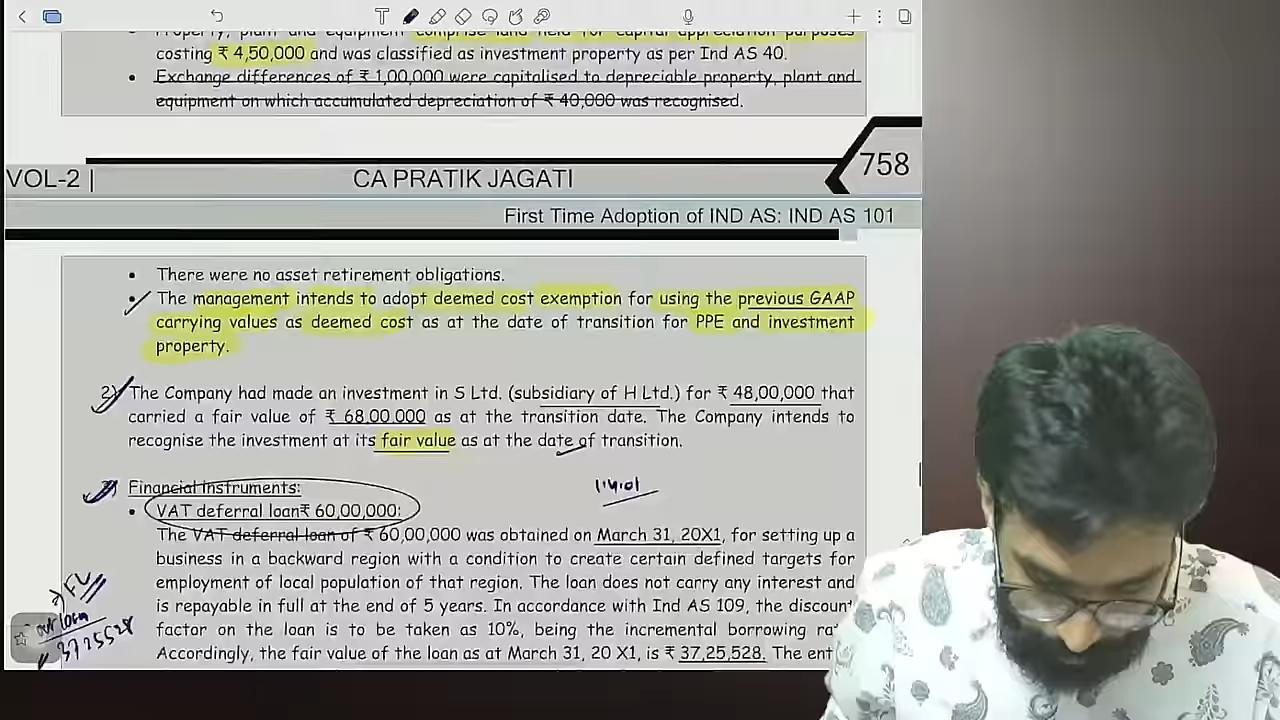 Property, plant and equipment comprise land held for capital appreciation purposes
costing ₹ 4,50,000 and was classified as investment property as per Ind AS 40.
Exchange differences of ₹ 1,00,000 were capitalised to depreciable property, plant and
equipment on which accumulated depreciation of ₹ 40,000 was recognised.
758
VOL-2 | CA PRATIK JAGATI
First Time Adoption of IND AS: IND AS 101
There were no asset retirement obligations.
The management intends to adopt deemed cost exemption for using the previous GAAP
carrying values as deemed cost as at the date of transition for PPE and investment
property.
2) The Company had made an investment in S Ltd. (subsidiary of H Ltd.) for ₹ 48,00,000 that
carried a fair value of ₹ 68,00,000 as at the transition date. The Company intends to
recognise the investment at its fair value as at the date of transition.
3) Financial Instruments:
VAT deferral loan₹ 60,00,000:
The VAT deferral loan of ₹ 60,00,000 was obtained on March 31, 20X1, for setting up a
business in a backward region with a condition to create certain defined targets for
employment of local population of that region. The loan does not carry any interest and
is repayable in full at the end of 5 years. In accordance with Ind AS 109, the discount
factor on the loan is to be taken as 10%, being the incremental borrowing
Accordingly, the fair value of the loan as at March 31, 20 X1, is ₹ 37,25,528. The
loan
3725528